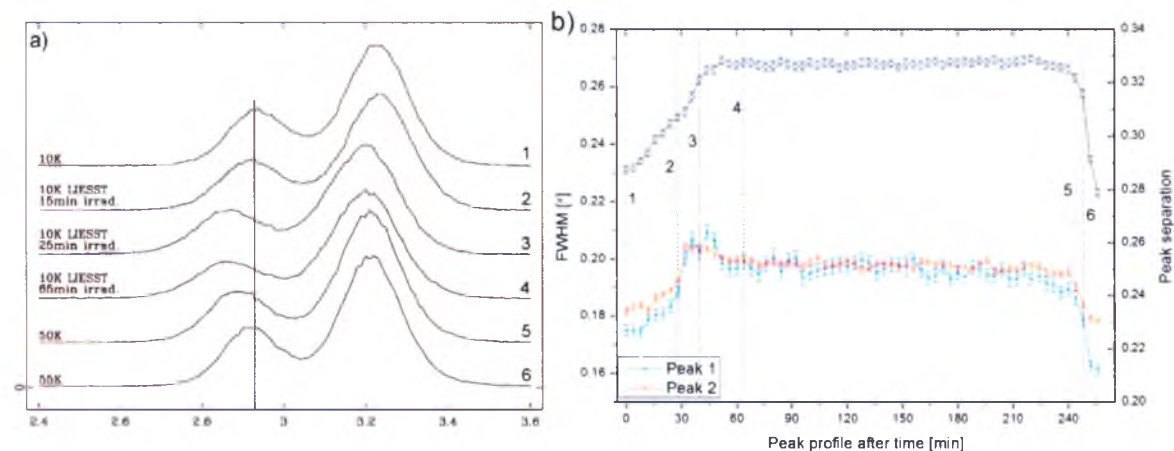 a)
10K
1
10K LIESST
15min irrad.
2
10K LIESST
25min irrad.
3
10K LIESST
65min irrad.
4
50K
5
55K
6
0
2.4 2.6 2.8 3 3.2 3.4 3.6
b)
0.28
0.26
0.24
0.22
0.20
0.18
0.16
FWHM [°]
0.34
0.32
0.30
0.28
0.26
0.24
0.22
0.20
Peak separation
1
2
3
4
5
6
Peak 1
Peak 2
0 30 60 90 120 150 180 210 240
Peak profile after time [min]